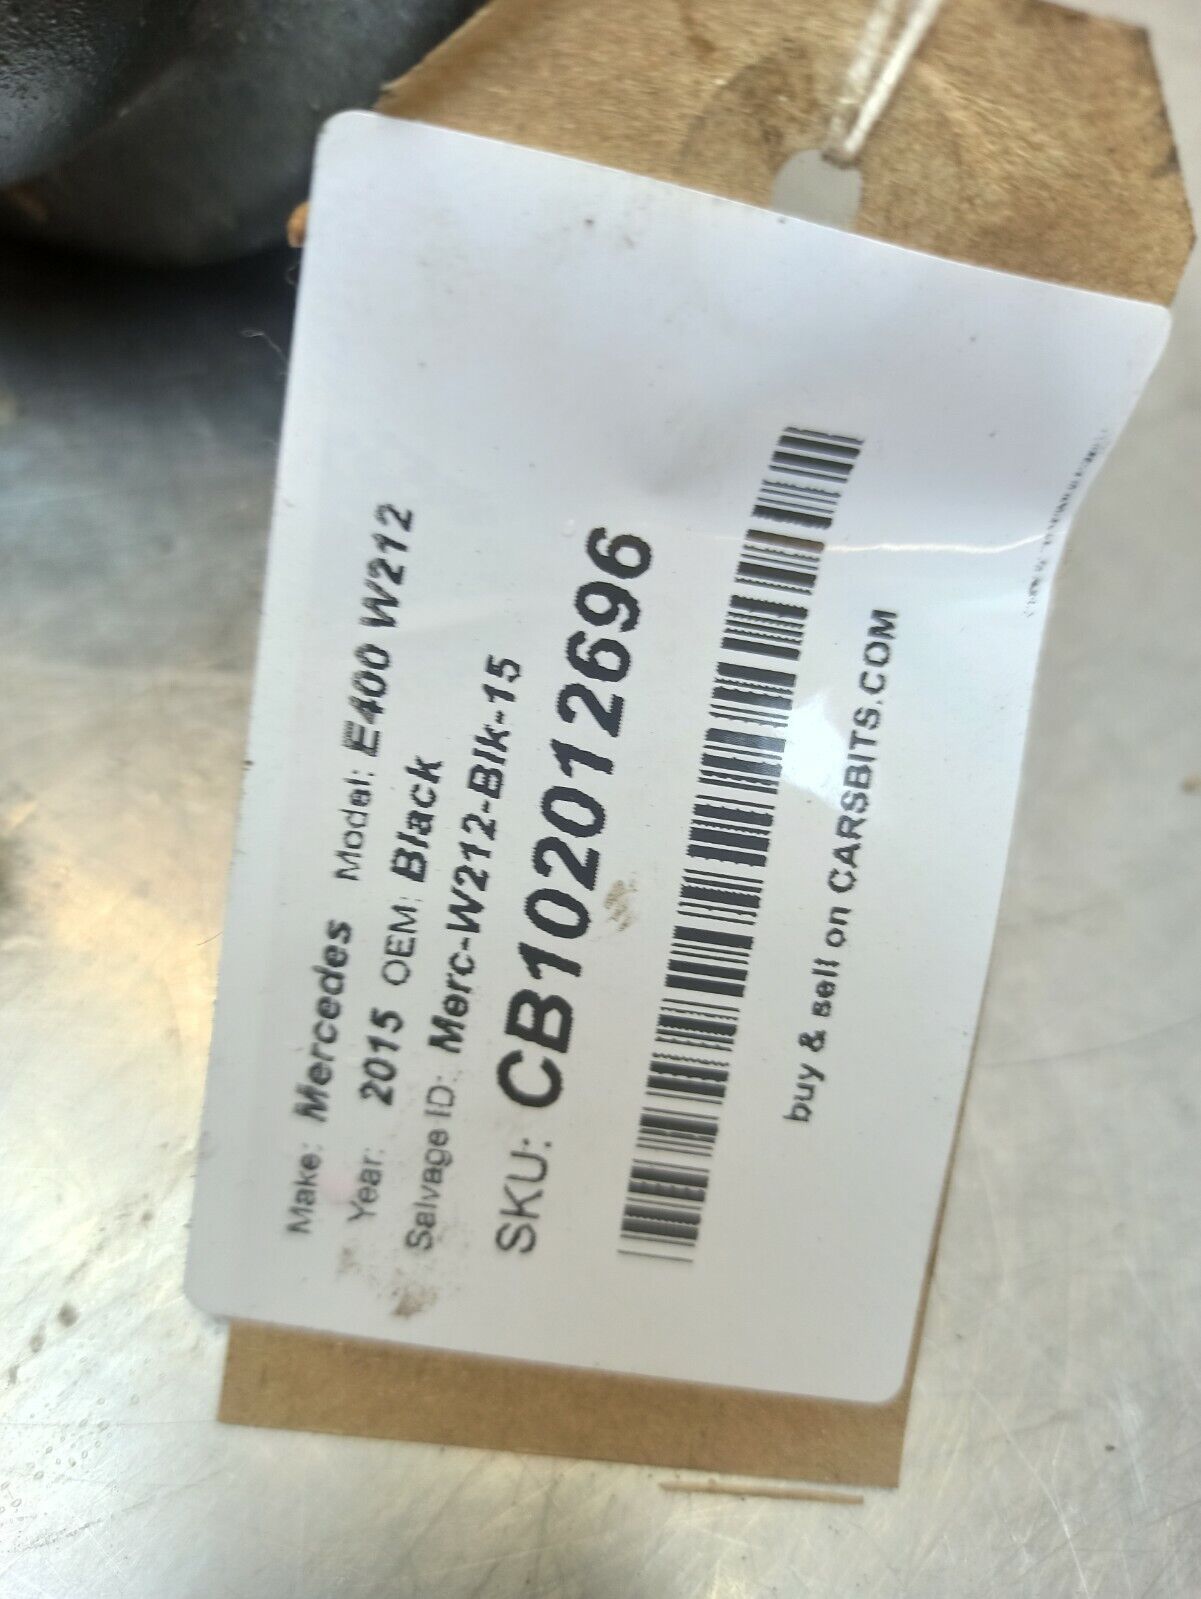 Make: Mercedes Model: E400 W212
Year: 2015 OEM: Black
Salvage ID: Merc-W212-Blk-15
SKU: CB102012696
buy & sell on CARSBITS.COM